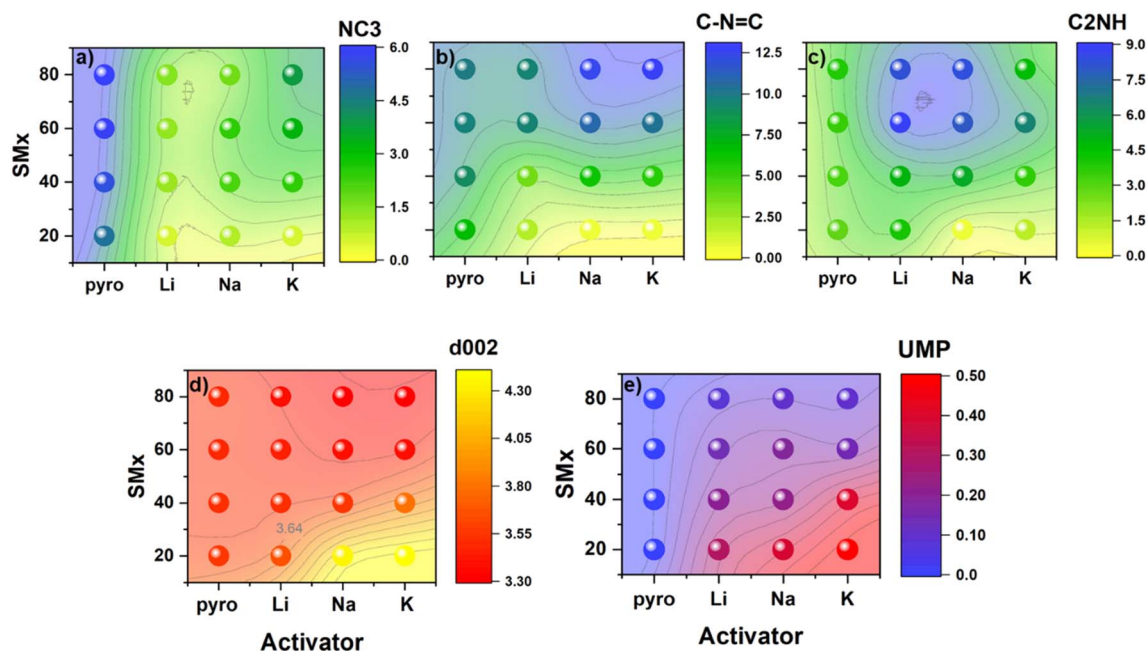 NC3
a)
6.0
4.5
3.0
1.5
0.0
80
60
40
20
SMx
pyro Li Na K
C-N=C
b)
12.5
10.0
7.50
5.00
2.50
0.00
pyro Li Na K
C2NH
c)
9.0
7.5
6.0
4.5
3.0
1.5
0.0
pyro Li Na K
d002
d)
4.30
4.05
3.80
3.55
3.30
80
60
40
20
SMx
3.64
pyro Li Na K
Activator
UMP
e)
0.50
0.40
0.30
0.20
0.10
0.0
80
60
40
20
SMx
pyro Li Na K
Activator